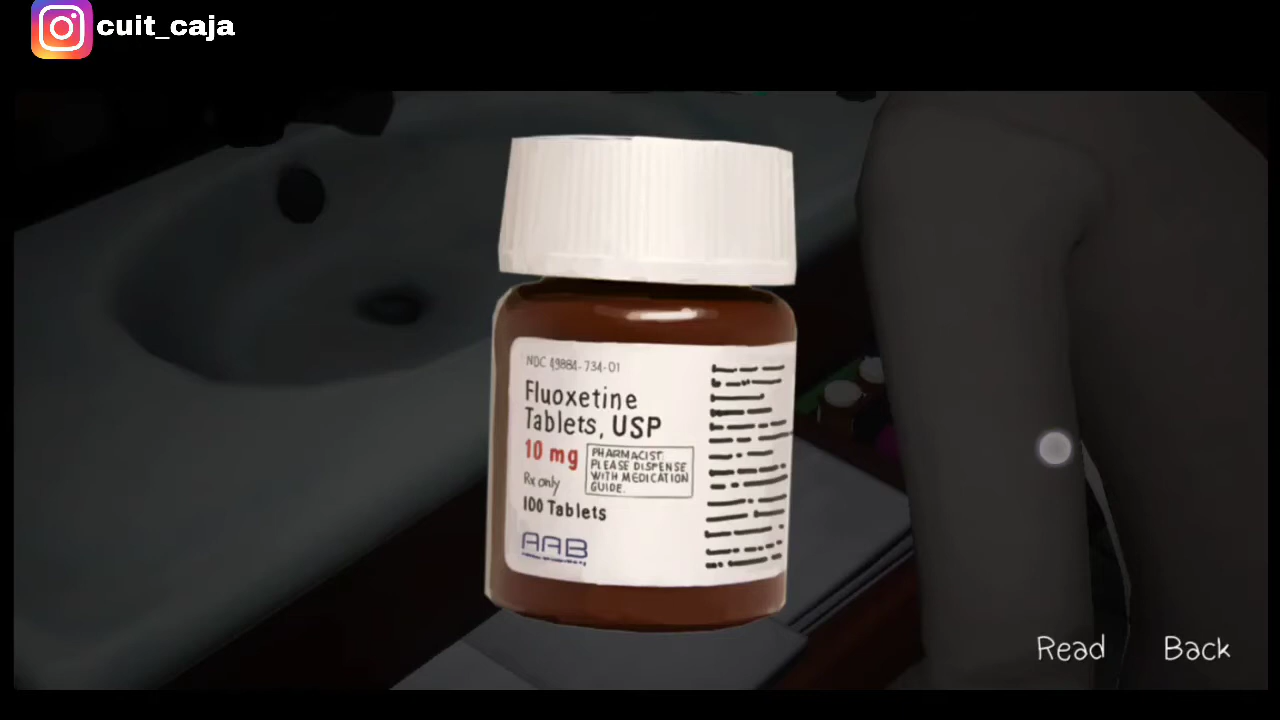 cuit_caja
NDC 49884-734-01
Fluoxetine
Tablets, USP
10 mg
PHARMACIST:
PLEASE DISPENSE
WITH MEDICATION
GUIDE.
Rx only
100 Tablets
AAB
Read
Back